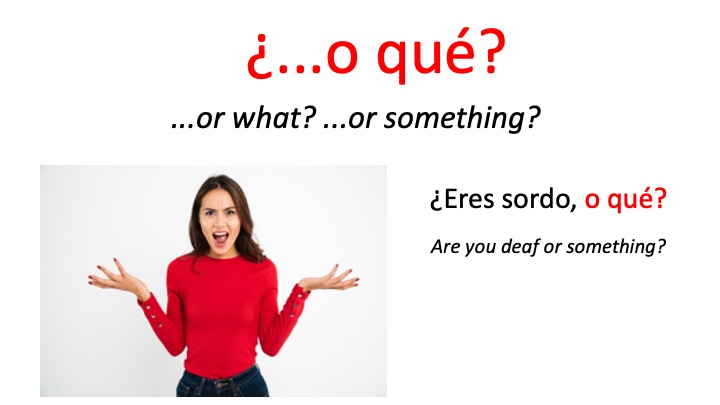 ¿...o qué?
...or what? ...or something?
¿Eres sordo, o qué?
Are you deaf or something?